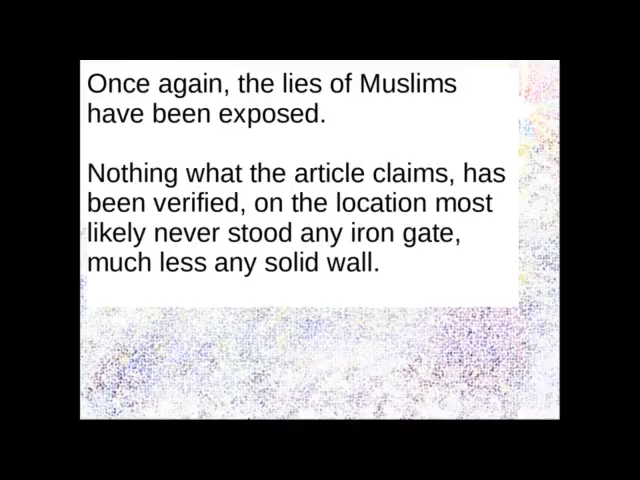 Once again, the lies of Muslims
have been exposed.
Nothing what the article claims, has
been verified, on the location most
likely never stood any iron gate,
much less any solid wall.